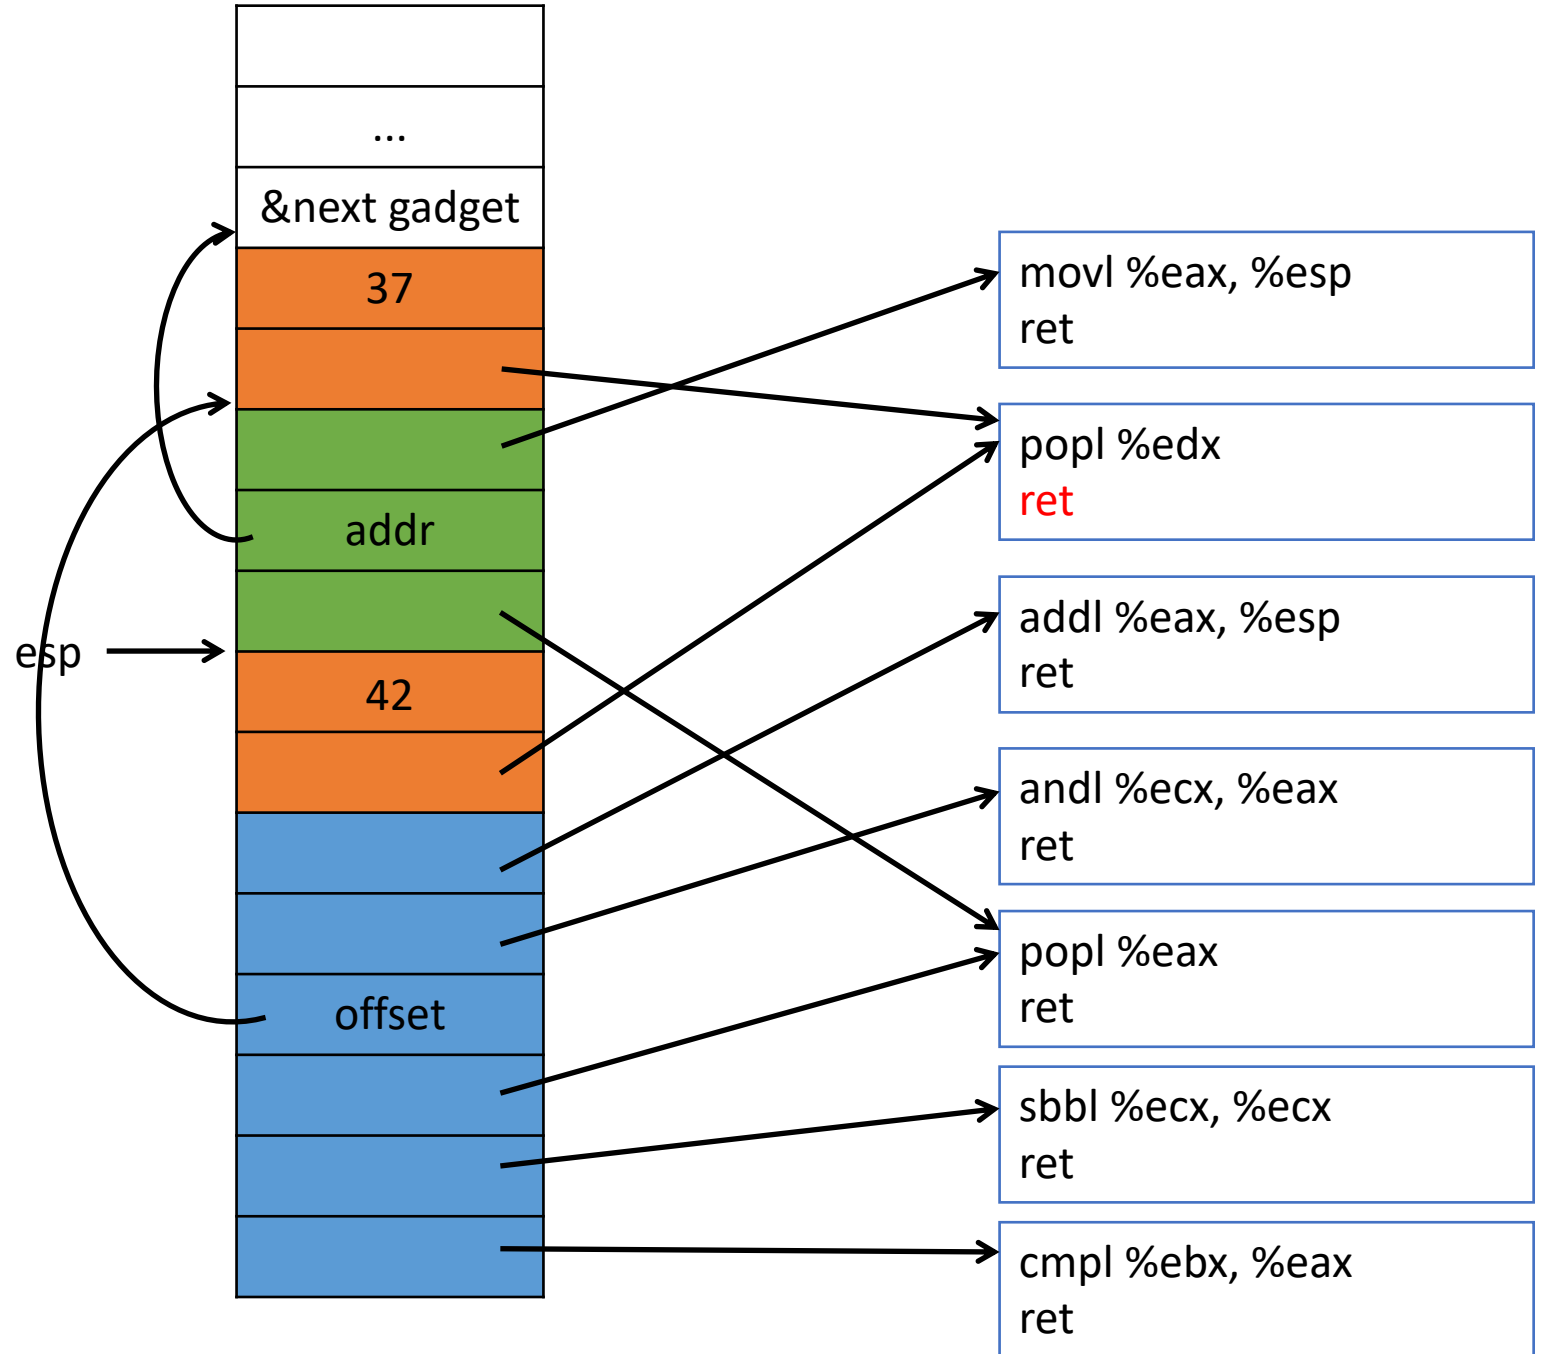 ...
&next gadget
37
addr
esp
42
offset
movl %eax, %esp
ret
popl %edx
ret
addl %eax, %esp
ret
andl %ecx, %eax
ret
popl %eax
ret
sbbl %ecx, %ecx
ret
cmpl %ebx, %eax
ret